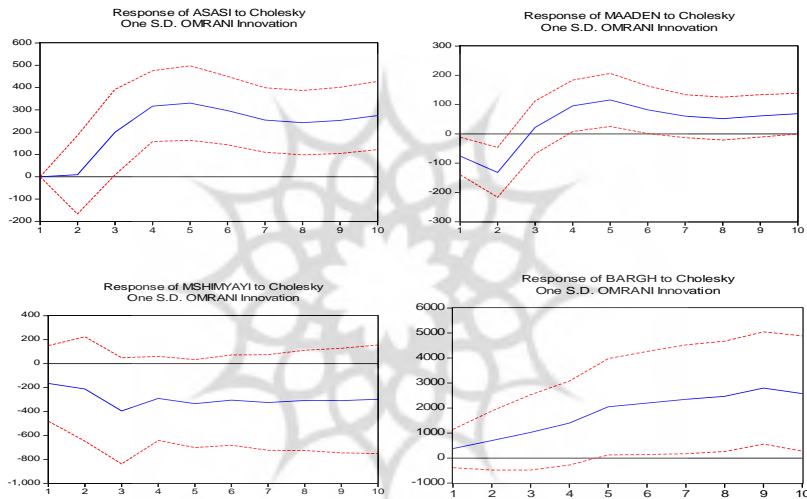 Response of ASASI to Cholesky
One S.D. OMRANI Innovation
600
500
400
300
200
100
0
-100
-200
1 2 3 4 5 6 7 8 9 10
Response of MAADEN to Cholesky
One S.D. OMRANI Innovation
300
200
100
0
-100
-200
-300
1 2 3 4 5 6 7 8 9 10
Response of MSHIMYAYI to Cholesky
One S.D. OMRANI Innovation
400
200
0
-200
-400
-600
-800
-1,000
1 2 3 4 5 6 7 8 9 10
Response of BARGH to Cholesky
One S.D. OMRANI Innovation
6000
5000
4000
3000
2000
1000
0
-1000
1 2 3 4 5 6 7 8 9 10